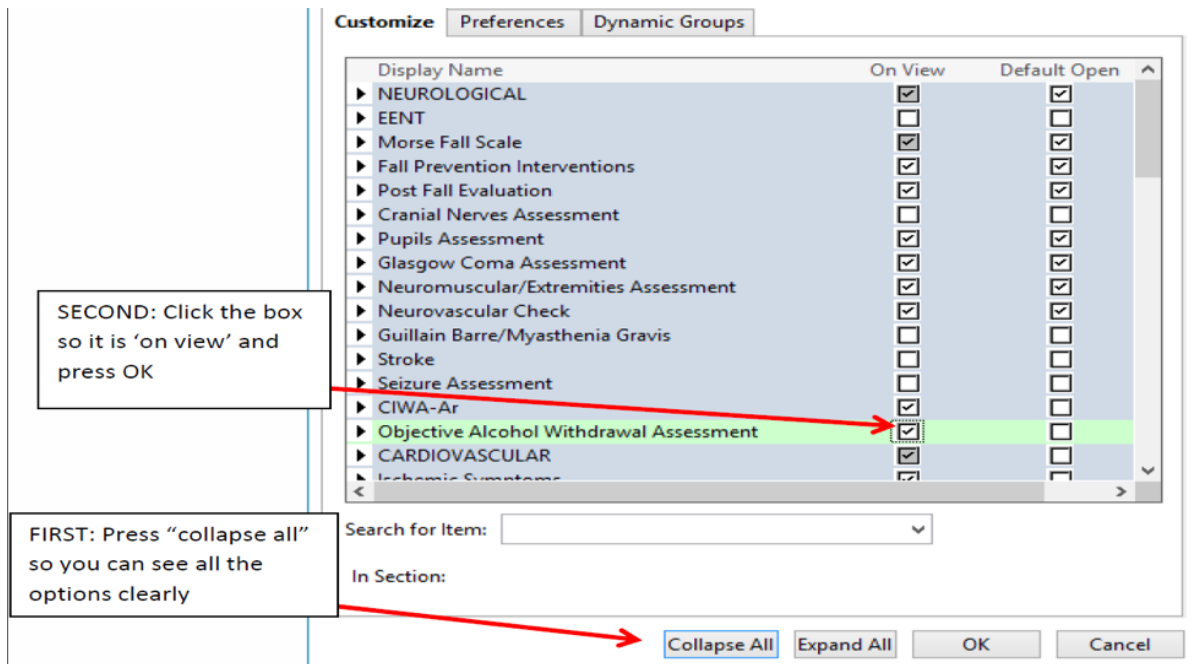 Customize Preferences Dynamic Groups
Display Name On View Default Open
NEUROLOGICAL
EENT
Morse Fall Scale
Fall Prevention Interventions
Post Fall Evaluation
Cranial Nerves Assessment
Pupils Assessment
Glasgow Coma Assessment
Neuromuscular/Extremities Assessment
Neurovascular Check
Guillain Barre/Myasthenia Gravis
Stroke
Seizure Assessment
CIWA-Ar
Objective Alcohol Withdrawal Assessment
CARDIOVASCULAR
Ischemic Symptoms
SECOND: Click the box
so it is ‘on view’ and
press OK
Search for Item:
In Section:
FIRST: Press “collapse all”
so you can see all the
options clearly
Collapse All Expand All OK Cancel